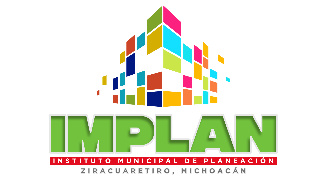 IMPLAN
INSTITUTO MUNICIPAL DE PLANEACIÓN
ZIRACUARETIRO, MICHOACÁN